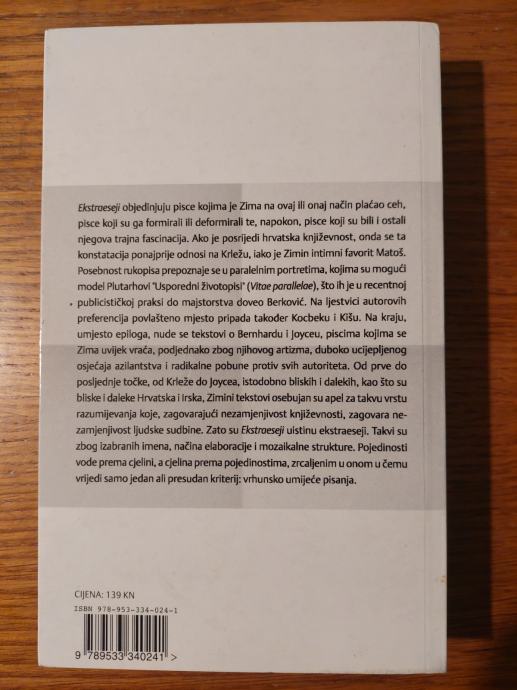 Ekstraeseji objedinjuju pisce kojima je Zima na ovaj ili onaj način plaćao ceh,
pisce koji su ga formirali ili deformirali te, napokon, pisce koji su bili i ostali
njegova trajna fascinacija. Ako je posrijedi hrvatska književnost, onda se ta
konstatacija ponajprije odnosi na Krležu, iako je Zimin intimni favorit Matoš.
Posebnost rukopisa prepoznaje se u paralelnim portretima, kojima su mogući
model Plutarhovi "Usporedni životopisi" (Vitae parallelae), što ih je u recentnoj
publicističkoj praksi do majstorstva doveo Berković. Na ljestvici autorovih
preferencija povlašteno mjesto pripada također Kocbeku i Kišu. Na kraju,
umjesto epiloga, nude se tekstovi o Bernhardu i Joyceu, piscima kojima se
Zima uvijek vraća, podjednako zbog njihovog artizma, duboko ucijepljenog
osjećaja azilantstva i radikalne pobune protiv svih autoriteta. Od prve do
posljednje točke, od Krleže do Joycea, istodobno bliskih i dalekih, kao što su
bliske i daleke Hrvatska i Irska, Zimini tekstovi osebujan su apel za takvu vrstu
razumijevanja koje, zagovarajući nezamjenjivost književnosti, zagovara ne-
zamjenjivost ljudske sudbine. Zato su Ekstraeseji uistinu ekstraeseji. Takvi su
zbog izabranih imena, načina elaboracije i mozaikalne strukture. Pojedinosti
vode prema cjelini, a cjelina prema pojedinostima, zrcaljenim u onom u čemu
vrijedi samo jedan ali presudan kriterij: vrhunsko umijeće pisanja.
CIJENA: 139 KN
ISBN 978-953-334-024-1
9 789533 340241 >